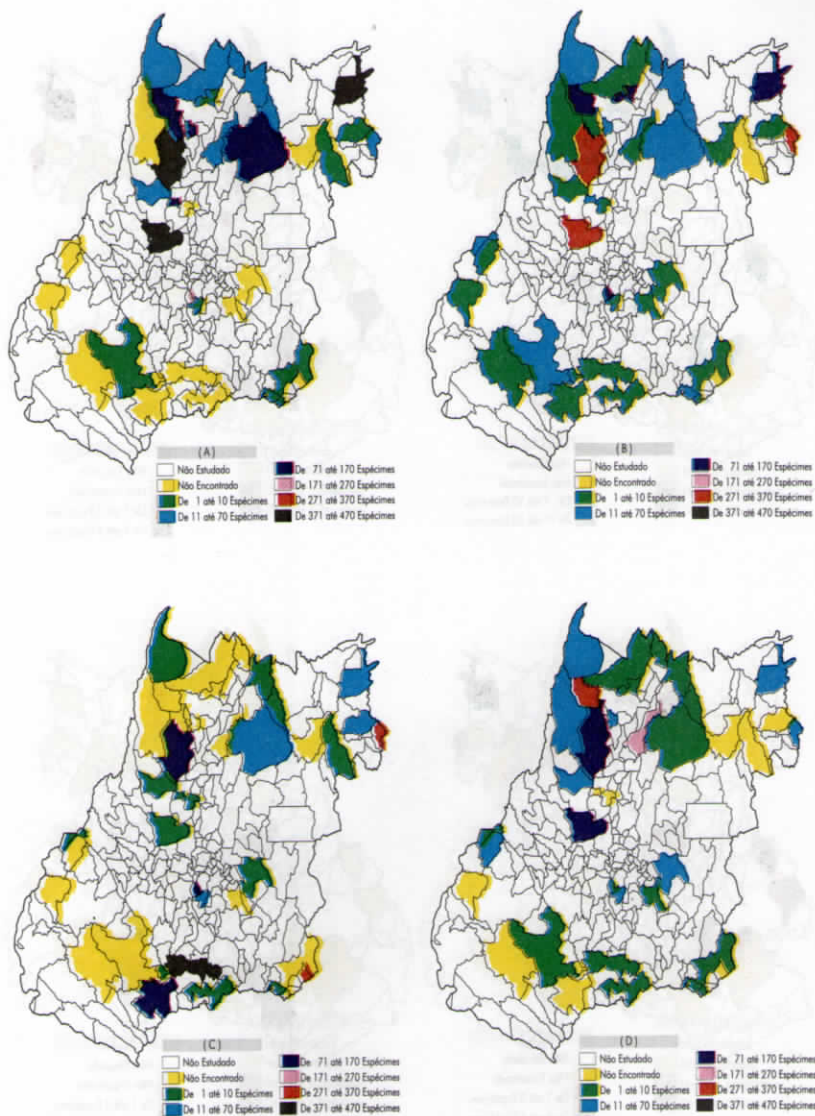 (A)
Não Estudado
Não Encontrado
De 1 até 10 Espécimes
De 11 até 70 Espécimes
De 71 até 170 Espécimes
De 171 até 270 Espécimes
De 271 até 370 Espécimes
De 371 até 470 Espécimes
(B)
Não Estudado
Não Encontrado
De 1 até 10 Espécimes
De 11 até 70 Espécimes
De 71 até 170 Espécimes
De 171 até 270 Espécimes
De 271 até 370 Espécimes
De 371 até 470 Espécimes
(C)
Não Estudado
Não Encontrado
De 1 até 10 Espécimes
De 11 até 70 Espécimes
De 71 até 170 Espécimes
De 171 até 270 Espécimes
De 271 até 370 Espécimes
De 371 até 470 Espécimes
(D)
Não Estudado
Não Encontrado
De 1 até 10 Espécimes
De 11 até 70 Espécimes
De 71 até 170 Espécimes
De 171 até 270 Espécimes
De 271 até 370 Espécimes
De 371 até 470 Espécimes